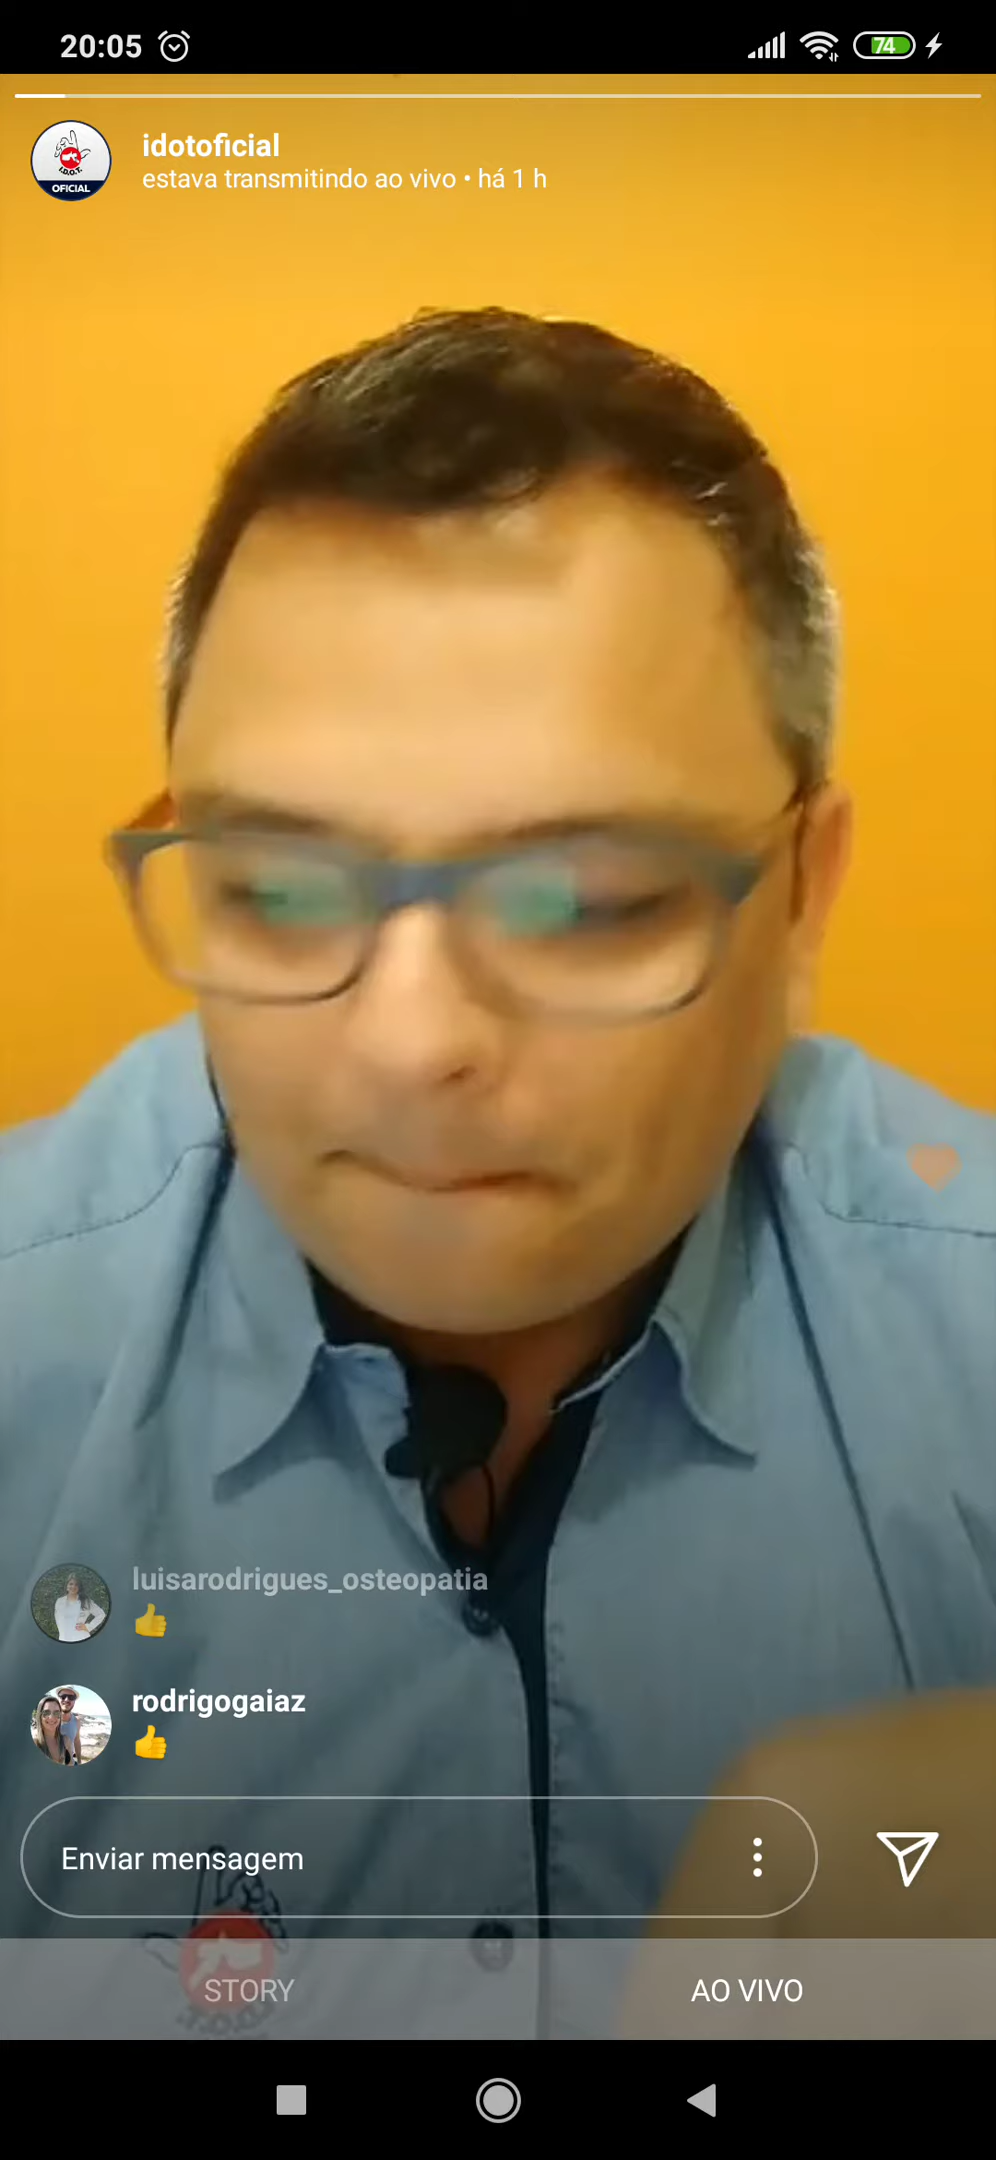 20:05
74
I.D.O.T.
OFICIAL
idotoficial
estava transmitindo ao vivo • há 1 h
luisarodrigues_osteopatia
👍
rodrigogaiaz
👍
Enviar mensagem
STORY
AO VIVO